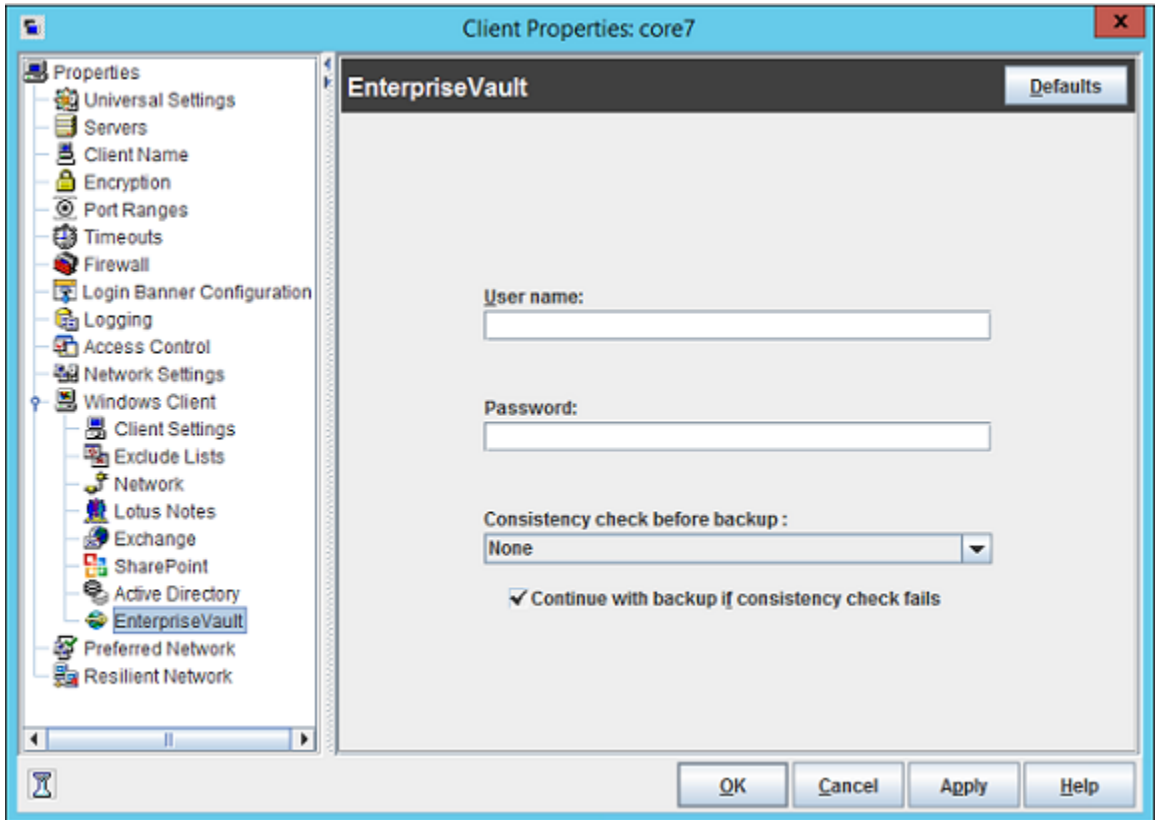 Client Properties: core7
x
Properties
Universal Settings
Servers
Client Name
Encryption
Port Ranges
Timeouts
Firewall
Login Banner Configuration
Logging
Access Control
Network Settings
Windows Client
Client Settings
Exclude Lists
Network
Lotus Notes
Exchange
SharePoint
Active Directory
EnterpriseVault
Preferred Network
Resilient Network
EnterpriseVault
Defaults
User name:
Password:
Consistency check before backup :
None
Continue with backup if consistency check fails
OK
Cancel
Apply
Help